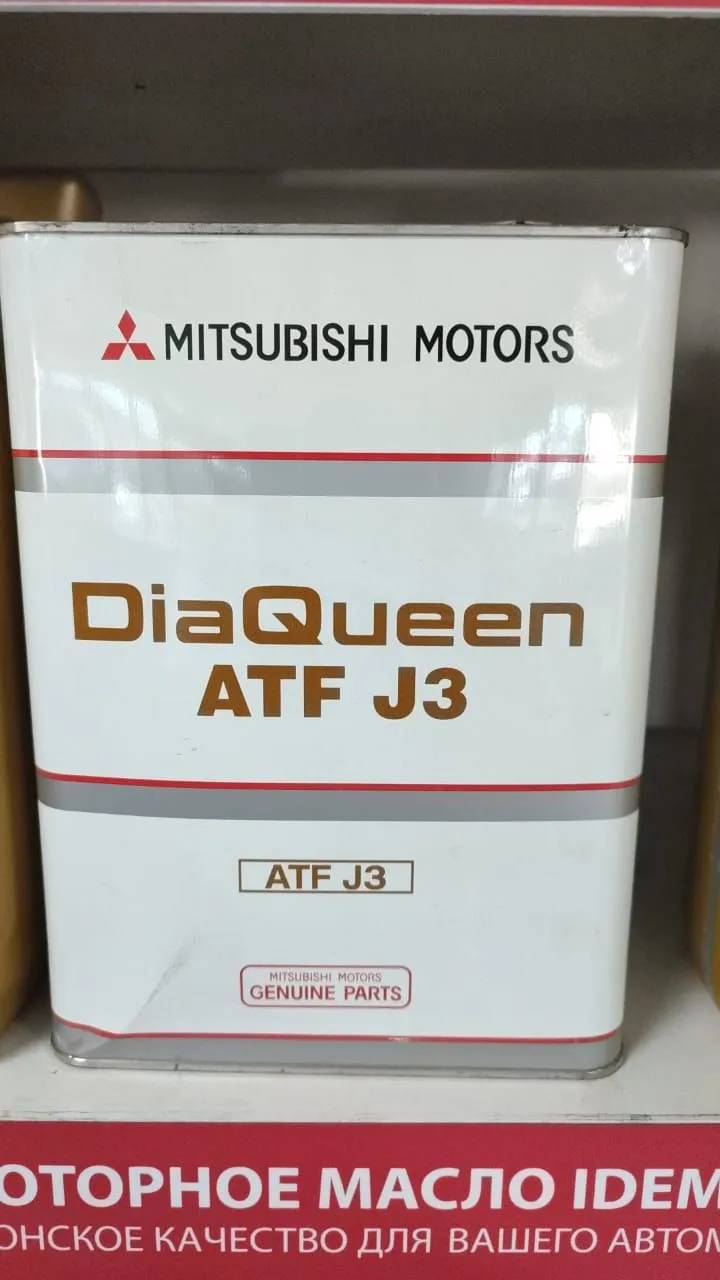 MITSUBISHI MOTORS
DiaQueen
ATF J3
ATF J3
MITSUBISHI MOTORS
GENUINE PARTS
ОТОРНОЕ МАСЛО IDEM
ОНСКОЕ КАЧЕСТВО ДЛЯ ВАШЕГО АВТОМ